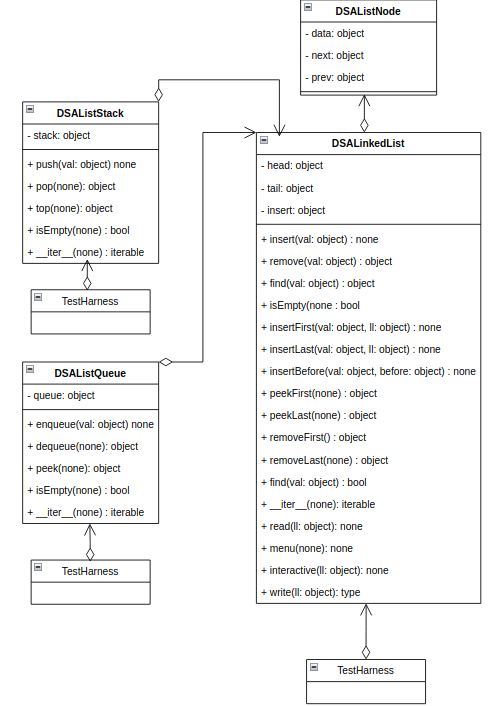 DSAListNode
- data: object
- next: object
- prev: object
DSAListStack
- stack: object
+ push(val: object) none
+ pop(none): object
+ top(none): object
+ isEmpty(none) : bool
+ __iter__(none) : iterable
TestHarness
DSAListQueue
- queue: object
+ enqueue(val: object) none
+ dequeue(none): object
+ peek(none): object
+ isEmpty(none) : bool
+ __iter__(none) : iterable
TestHarness
DSALinkedList
- head: object
- tail: object
- insert: object
+ insert(val: object) : none
+ remove(val: object) : object
+ find(val: object) : object
+ isEmpty(none : bool
+ insertFirst(val: object, ll: object) : none
+ insertLast(val: object, ll: object) : none
+ insertBefore(val: object, before: object) : none
+ peekFirst(none) : object
+ peekLast(none) : object
+ removeFirst() : object
+ removeLast(none) : object
+ find(val: object) : bool
+ __iter__(none): iterable
+ read(ll: object): none
+ menu(none): none
+ interactive(ll: object): none
+ write(ll: object): type
TestHarness